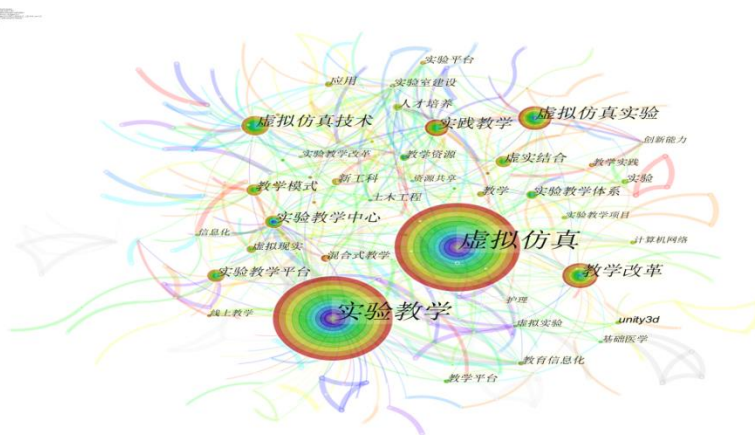 实验平台
应用
实验室建设
人才培养
虚拟仿真技术
实践教学
虚拟仿真实验
创新能力
实验教学改革
教学资源
虚实结合
教学实践
教学模式
新工科
资源共享
实验
土木工程
教学
实验教学体系
实验教学中心
实验教学项目
信息化
虚拟仿真
计算机网络
虚拟现实
混合式教学
实验教学平台
教学改革
护理
线上教学
实验教学
虚拟实验
unity3d
基础医学
教育信息化
教学平台